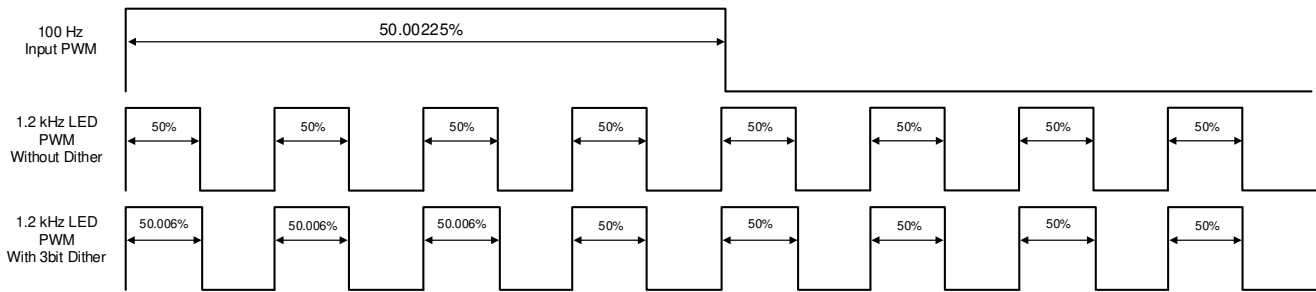 100 Hz
Input PWM
50.00225%
1.2 kHz LED
PWM
Without Dither
50% 50% 50% 50% 50% 50% 50% 50%
1.2 kHz LED
PWM
With 3bit Dither
50.006% 50.006% 50.006% 50% 50% 50% 50% 50%